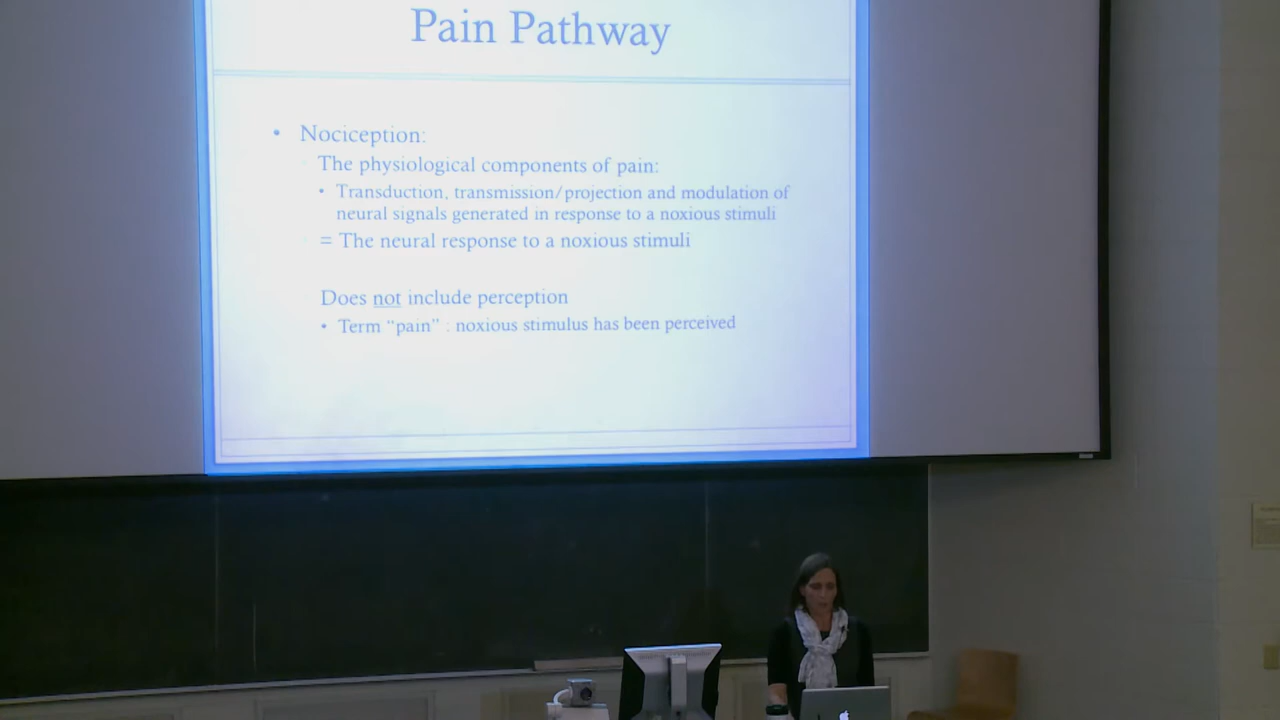 Pain Pathway
• Nociception:
The physiological components of pain:
• Transduction, transmission/projection and modulation of
neural signals generated in response to a noxious stimuli
= The neural response to a noxious stimuli
Does not include perception
• Term “pain” : noxious stimulus has been perceived